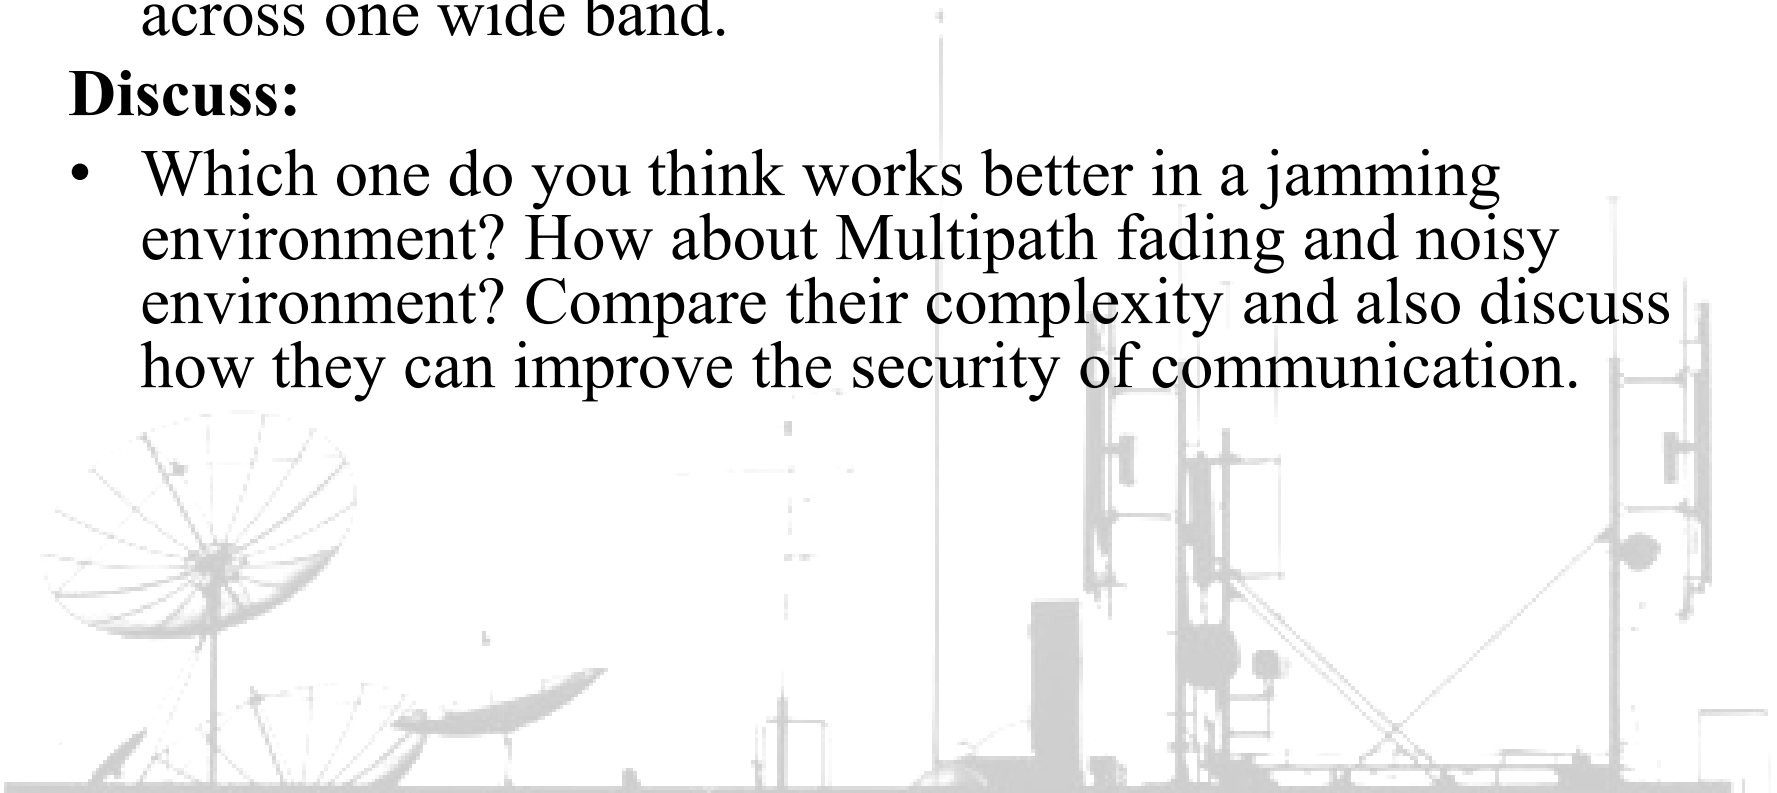 across one wide band.
Discuss:
• Which one do you think works better in a jamming
environment? How about Multipath fading and noisy
environment? Compare their complexity and also discuss
how they can improve the security of communication.